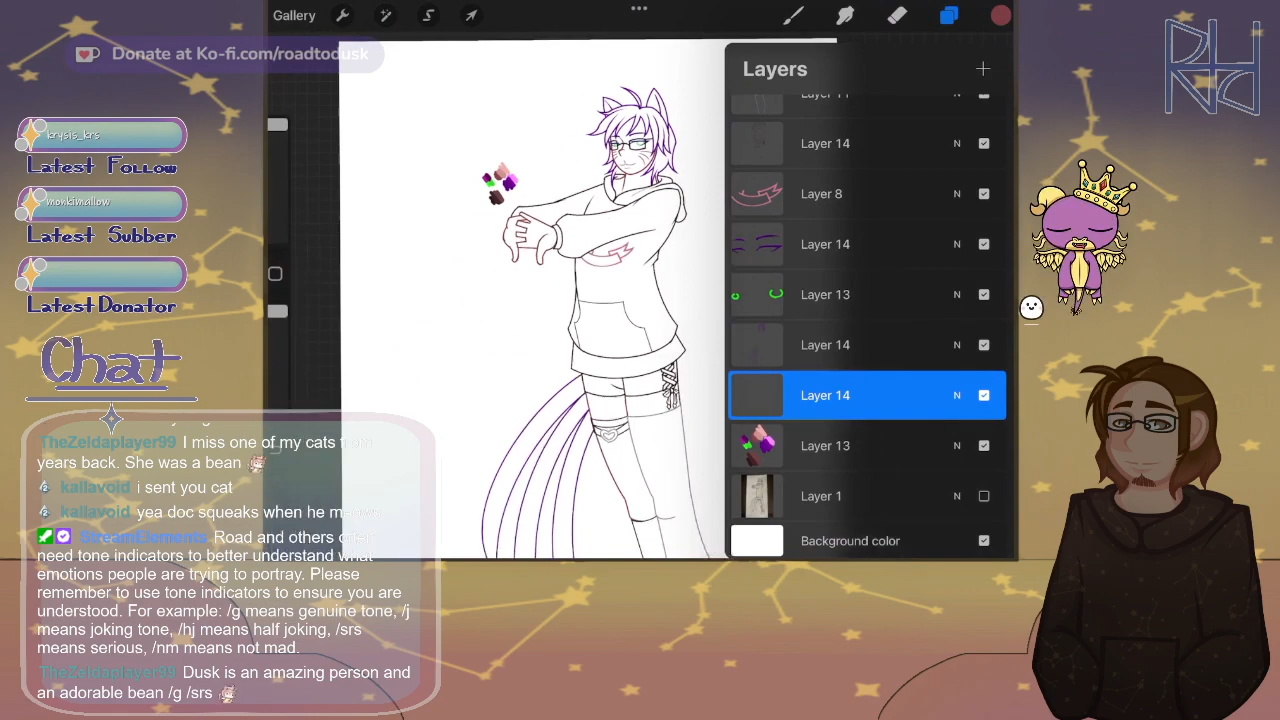 Gallery
Donate at Ko-fi.com/roadtodusk
krysis_krs
Latest Follow
monkimallow
Latest Subber
Latest Donator
Chat
TheZeldaplayer99 I miss one of my cats from
years back. She was a bean
kallavoid i sent you cat
kallavoid yea doc squeaks when he meows
StreamElements Road and others often
need tone indicators to better understand what
emotions people are trying to portray. Please
remember to use tone indicators to ensure you are
understood. For example: /g means genuine tone, /j
means joking tone, /hj means half joking, /srs
means serious, /nm means not mad.
TheZeldaplayer99 Dusk is an amazing person and
an adorable bean /g /srs
Layers
Layer 14 N
Layer 8 N
Layer 14 N
Layer 13 N
Layer 14 N
Layer 14 N
Layer 13 N
Layer 1 N
Background color